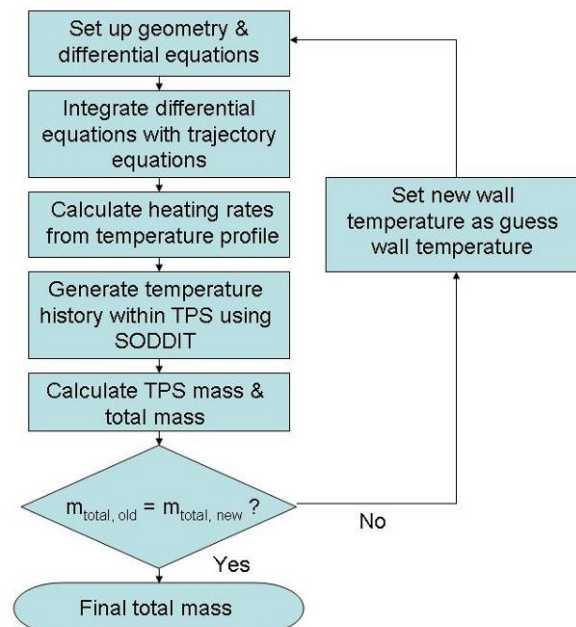 Set up geometry &
differential equations
Integrate differential
equations with trajectory
equations
Calculate heating rates
from temperature profile
Generate temperature
history within TPS using
SODDIT
Calculate TPS mass &
total mass
m total, old = m total, new ?
No
Yes
Final total mass
Set new wall
temperature as guess
wall temperature